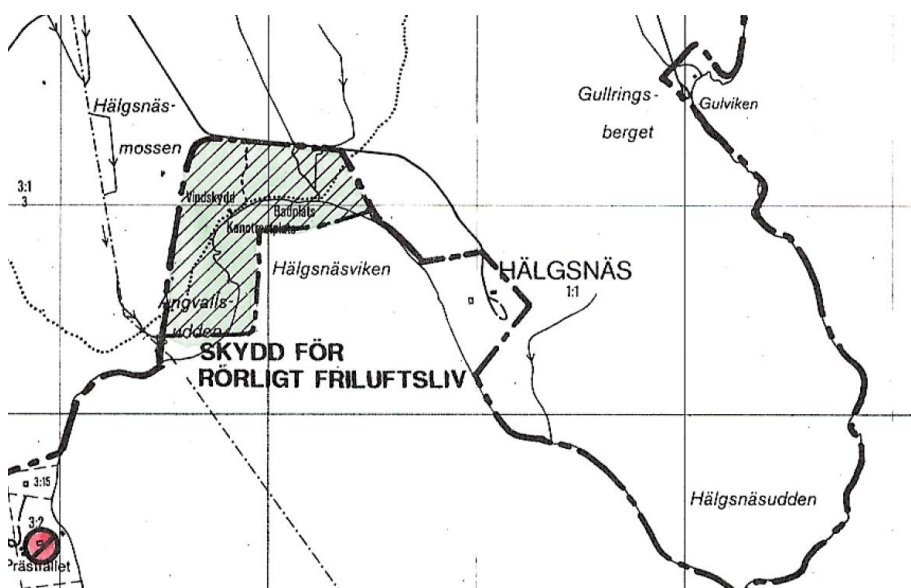 Hälgsnäs-
mossen
3:1
3
Gullrings-
berget
Gulviken
Vindskydd
Badplats
Kanotrastplats
Hälgsnäsviken
HÄLGSNÄS
1:1
Ängvalls-
udden
SKYDD FÖR
RÖRLIGT FRILUFTSLIV
Hälgsnäsudden
3:15
3:2
Prästfallet